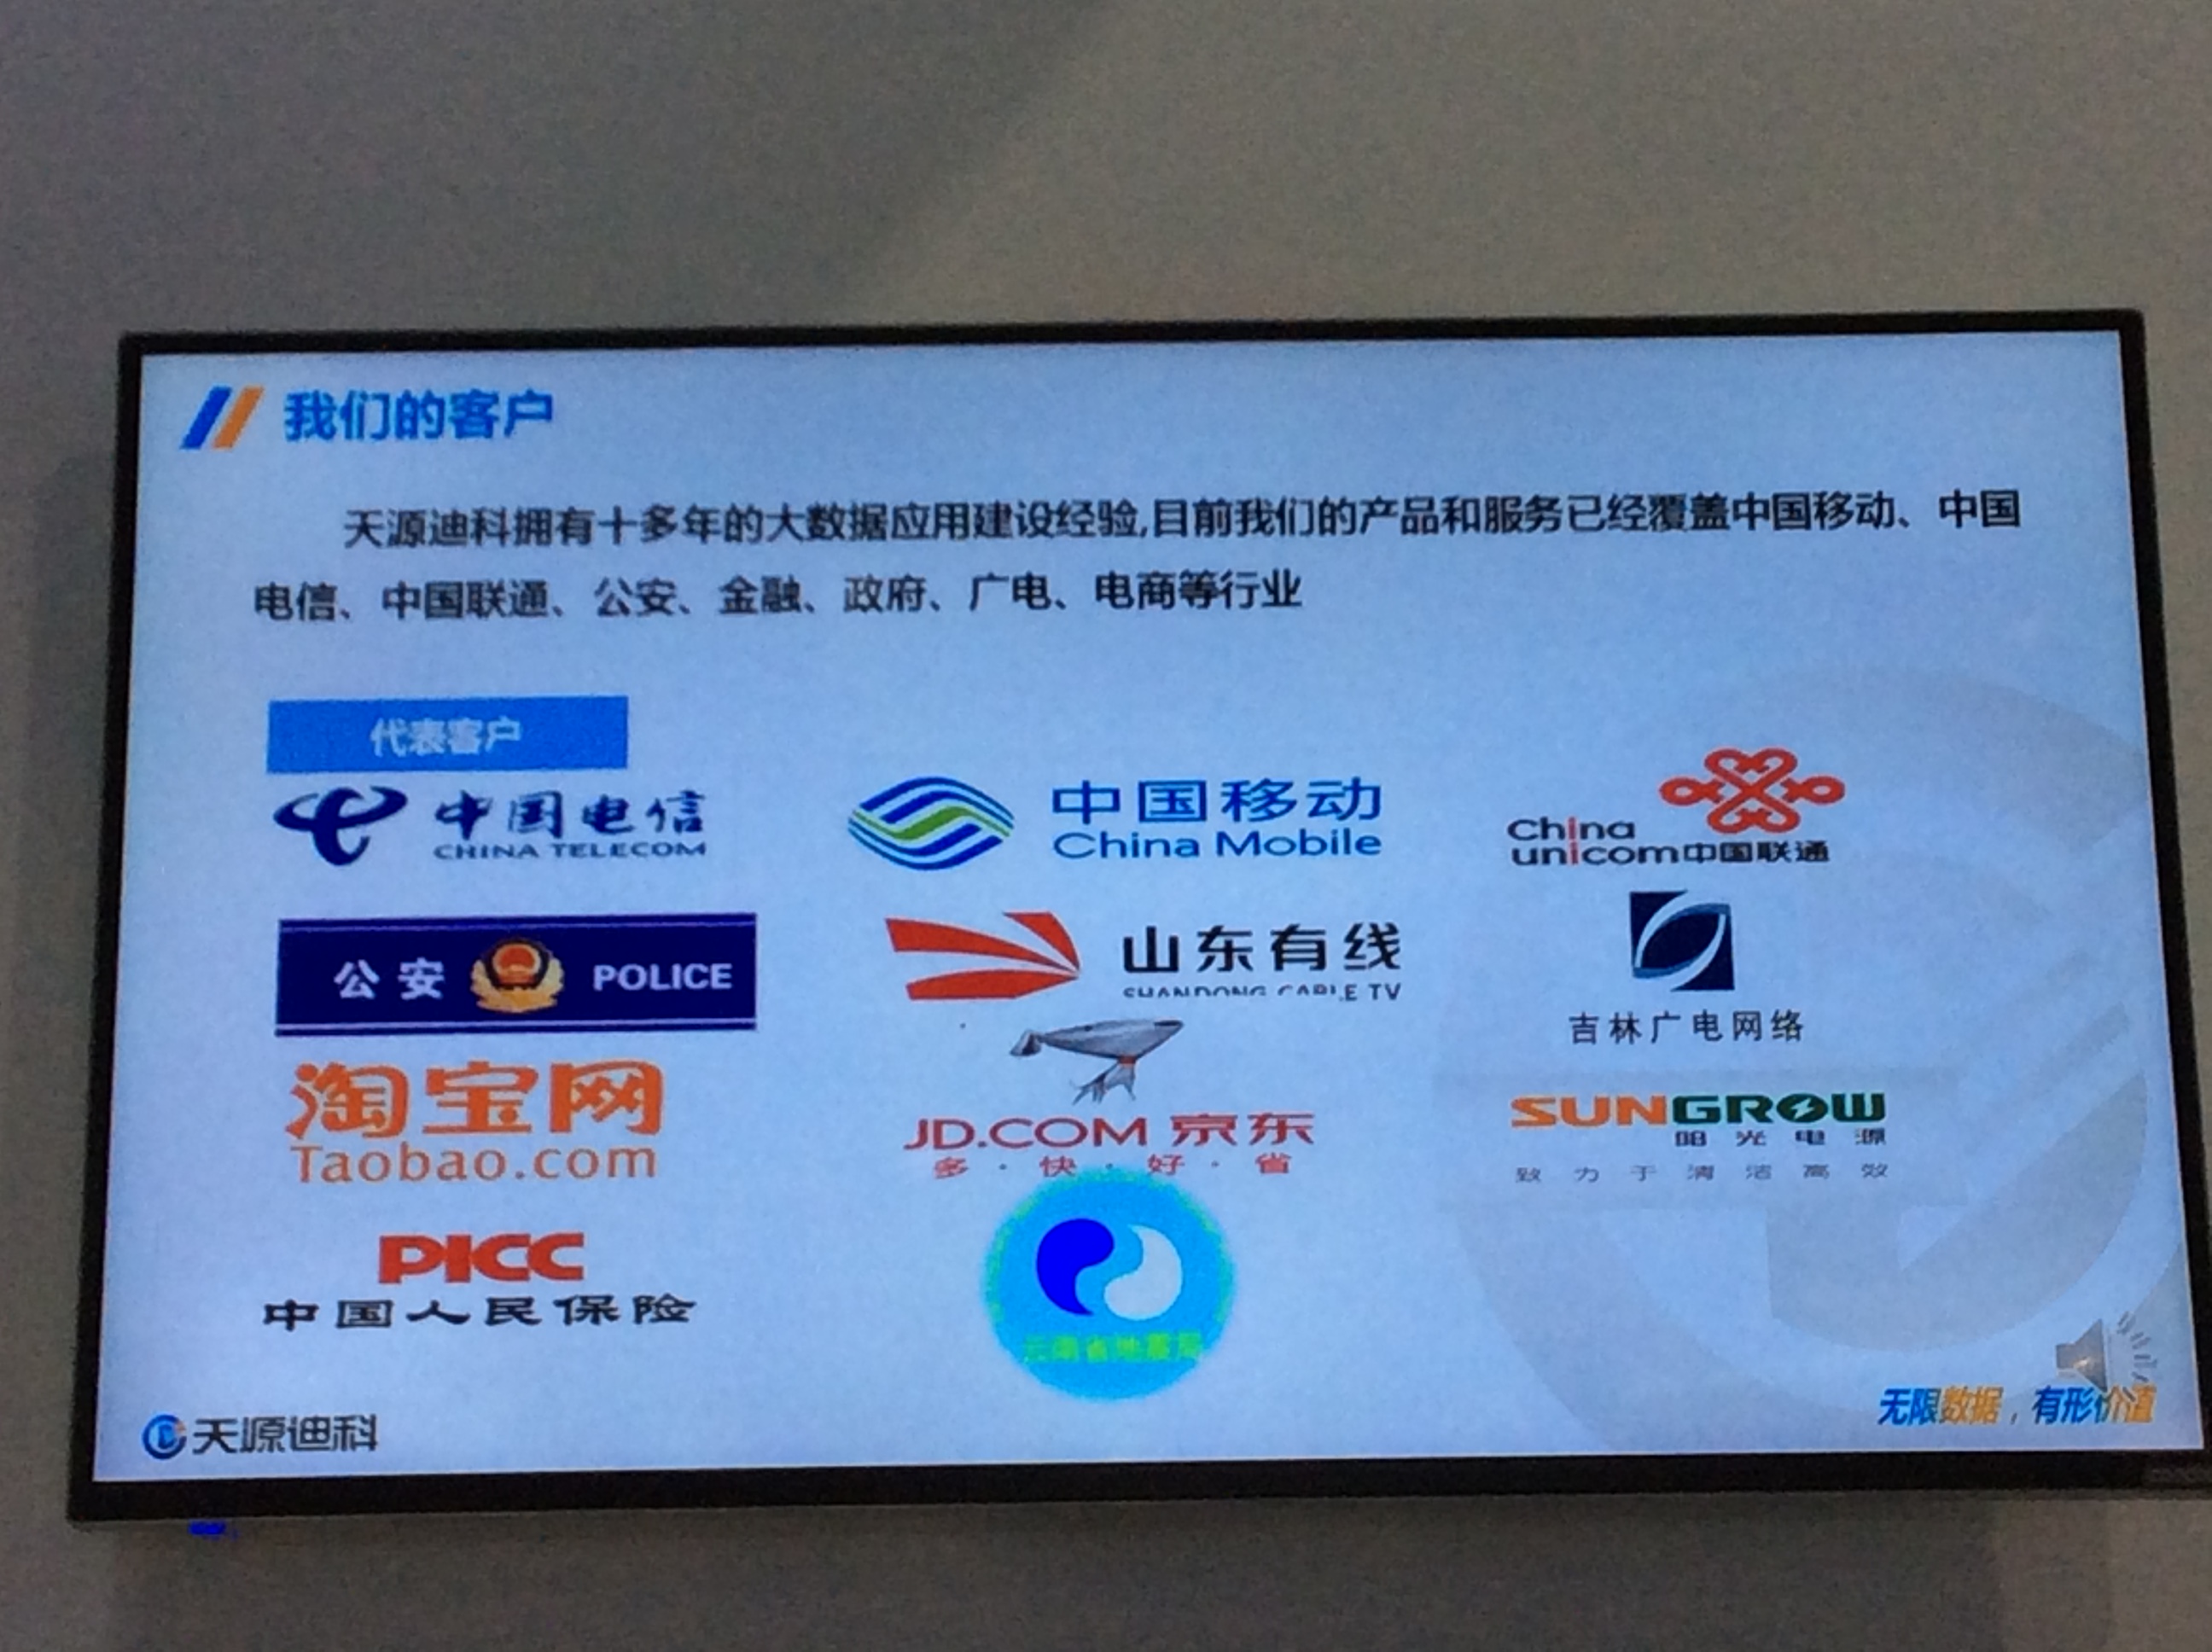 我们的客户
天源迪科拥有十多年的大数据应用建设经验,目前我们的产品和服务已经覆盖中国移动、中国
电信、中国联通、公安、金融、政府、广电、电商等行业
代表客户
中国电信
CHINA TELECOM
中国移动
China Mobile
China
unicom中国联通
公安 POLICE
山东有线
SHANDONG CABLE TV
吉林广电网络
淘宝网
Taobao.com
JD.COM 京东
多·快·好·省
SUNGROW
阳光电源
致力于清洁高效
PICC
中国人民保险
云南省地震局
天源迪科
无限数据，有形价值